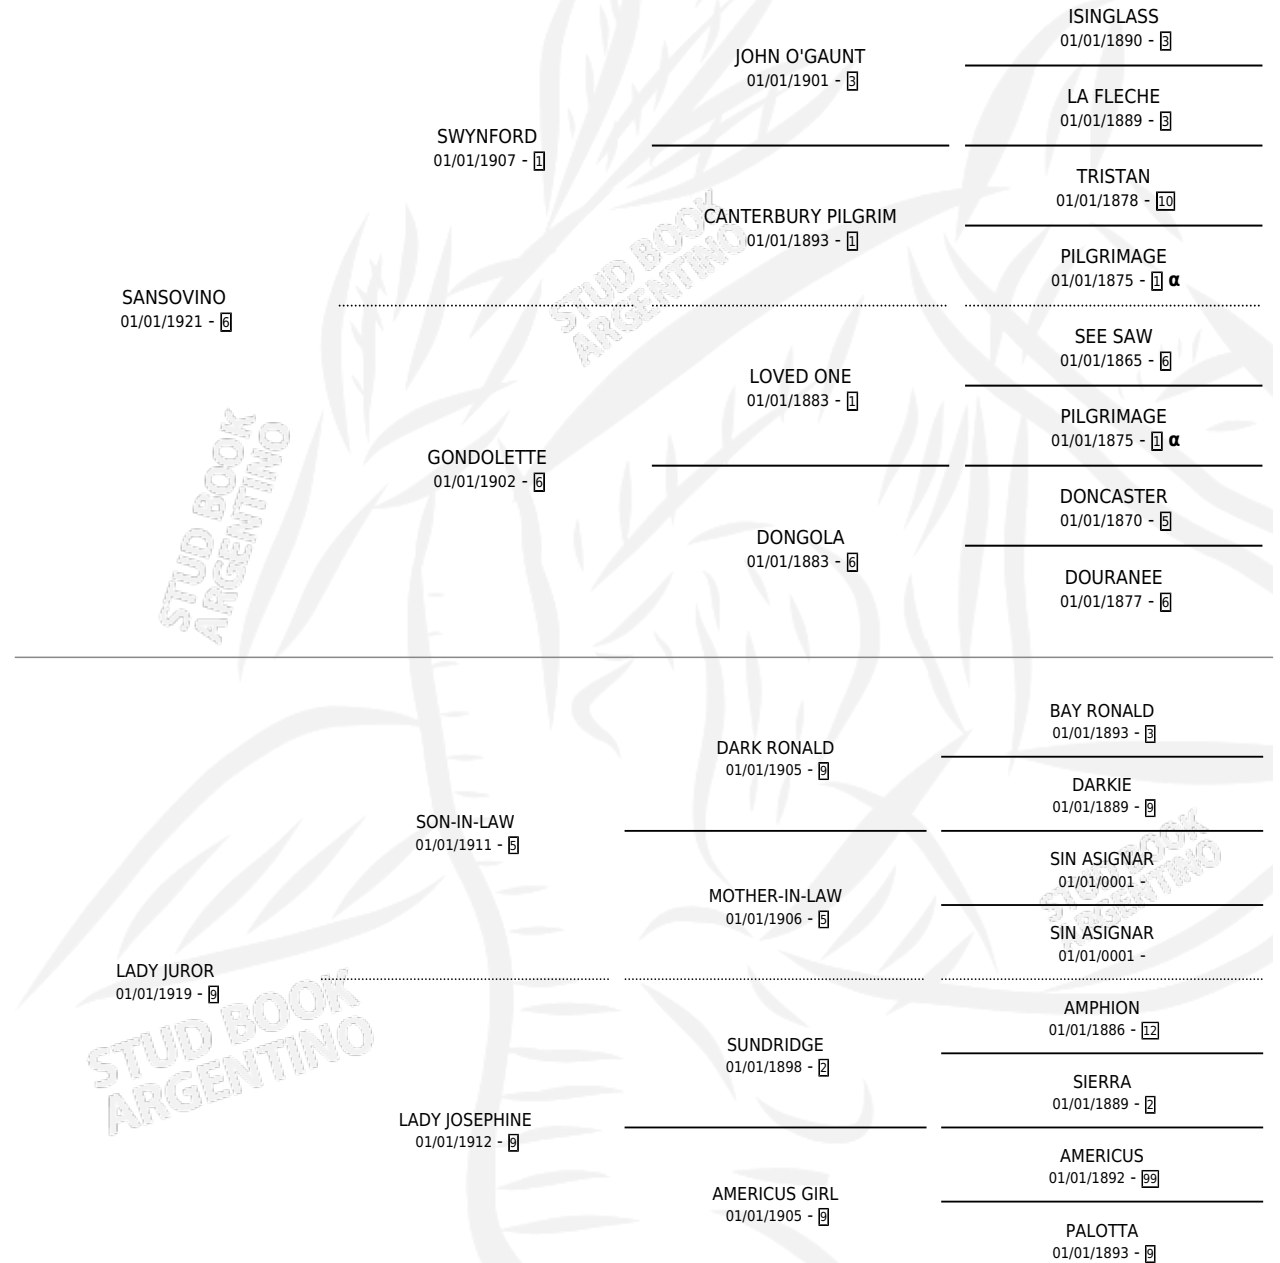 ISINGLASS
01/01/1890 - 3
JOHN O'GAUNT
01/01/1901 - 3
LA FLECHE
01/01/1889 - 3
SWYNFORD
01/01/1907 - 1
TRISTAN
01/01/1878 - 10
CANTERBURY PILGRIM
01/01/1893 - 1
PILGRIMAGE
01/01/1875 - 1 α
SANSOVINO
01/01/1921 - 6
STUD BOOK
ARGENTINO
SEE SAW
01/01/1865 - 6
LOVED ONE
01/01/1883 - 1
PILGRIMAGE
01/01/1875 - 1 α
GONDOLETTE
01/01/1902 - 6
DONCASTER
01/01/1870 - 5
DONGOLA
01/01/1883 - 6
DOURANEE
01/01/1877 - 6
STUD BOOK
ARGENTINO
BAY RONALD
01/01/1893 - 3
DARK RONALD
01/01/1905 - 9
DARKIE
01/01/1889 - 9
SON-IN-LAW
01/01/1911 - 5
SIN ASIGNAR
01/01/0001 -
MOTHER-IN-LAW
01/01/1906 - 5
SIN ASIGNAR
01/01/0001 -
STUD BOOK
ARGENTINO
LADY JUROR
01/01/1919 - 9
AMPHION
01/01/1886 - 12
SUNDRIDGE
01/01/1898 - 2
SIERRA
01/01/1889 - 2
LADY JOSEPHINE
01/01/1912 - 9
AMERICUS
01/01/1892 - 99
AMERICUS GIRL
01/01/1905 - 9
PALOTTA
01/01/1893 - 9
STUD BOOK
ARGENTINO